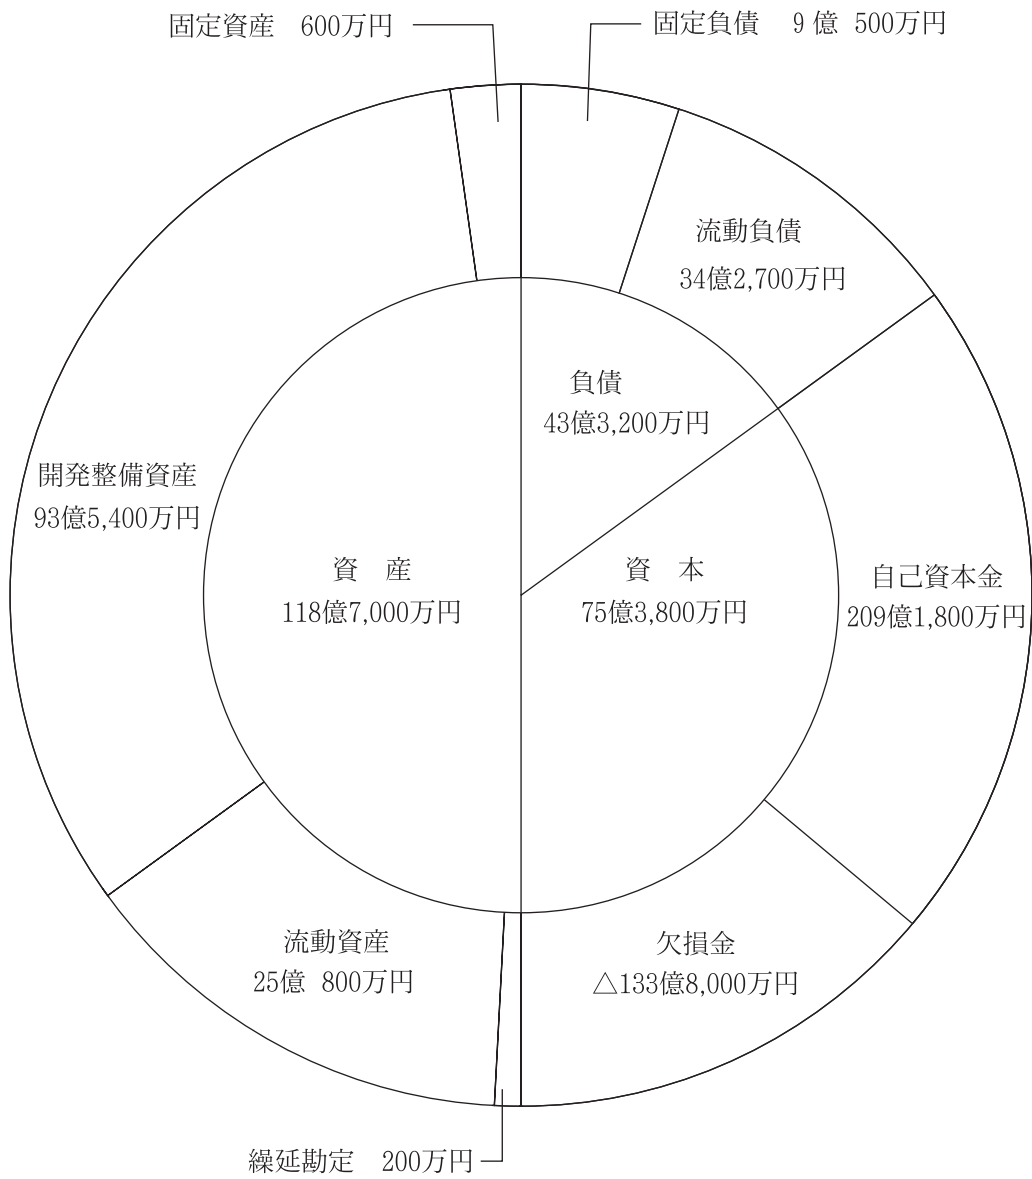 固定資産 600万円
固定負債 9億 500万円
流動負債
34億2,700万円
負債
43億3,200万円
開発整備資産
93億5,400万円
資 産
118億7,000万円
資 本
75億3,800万円
自己資本金
209億1,800万円
流動資産
25億 800万円
欠損金
△133億8,000万円
繰延勘定 200万円